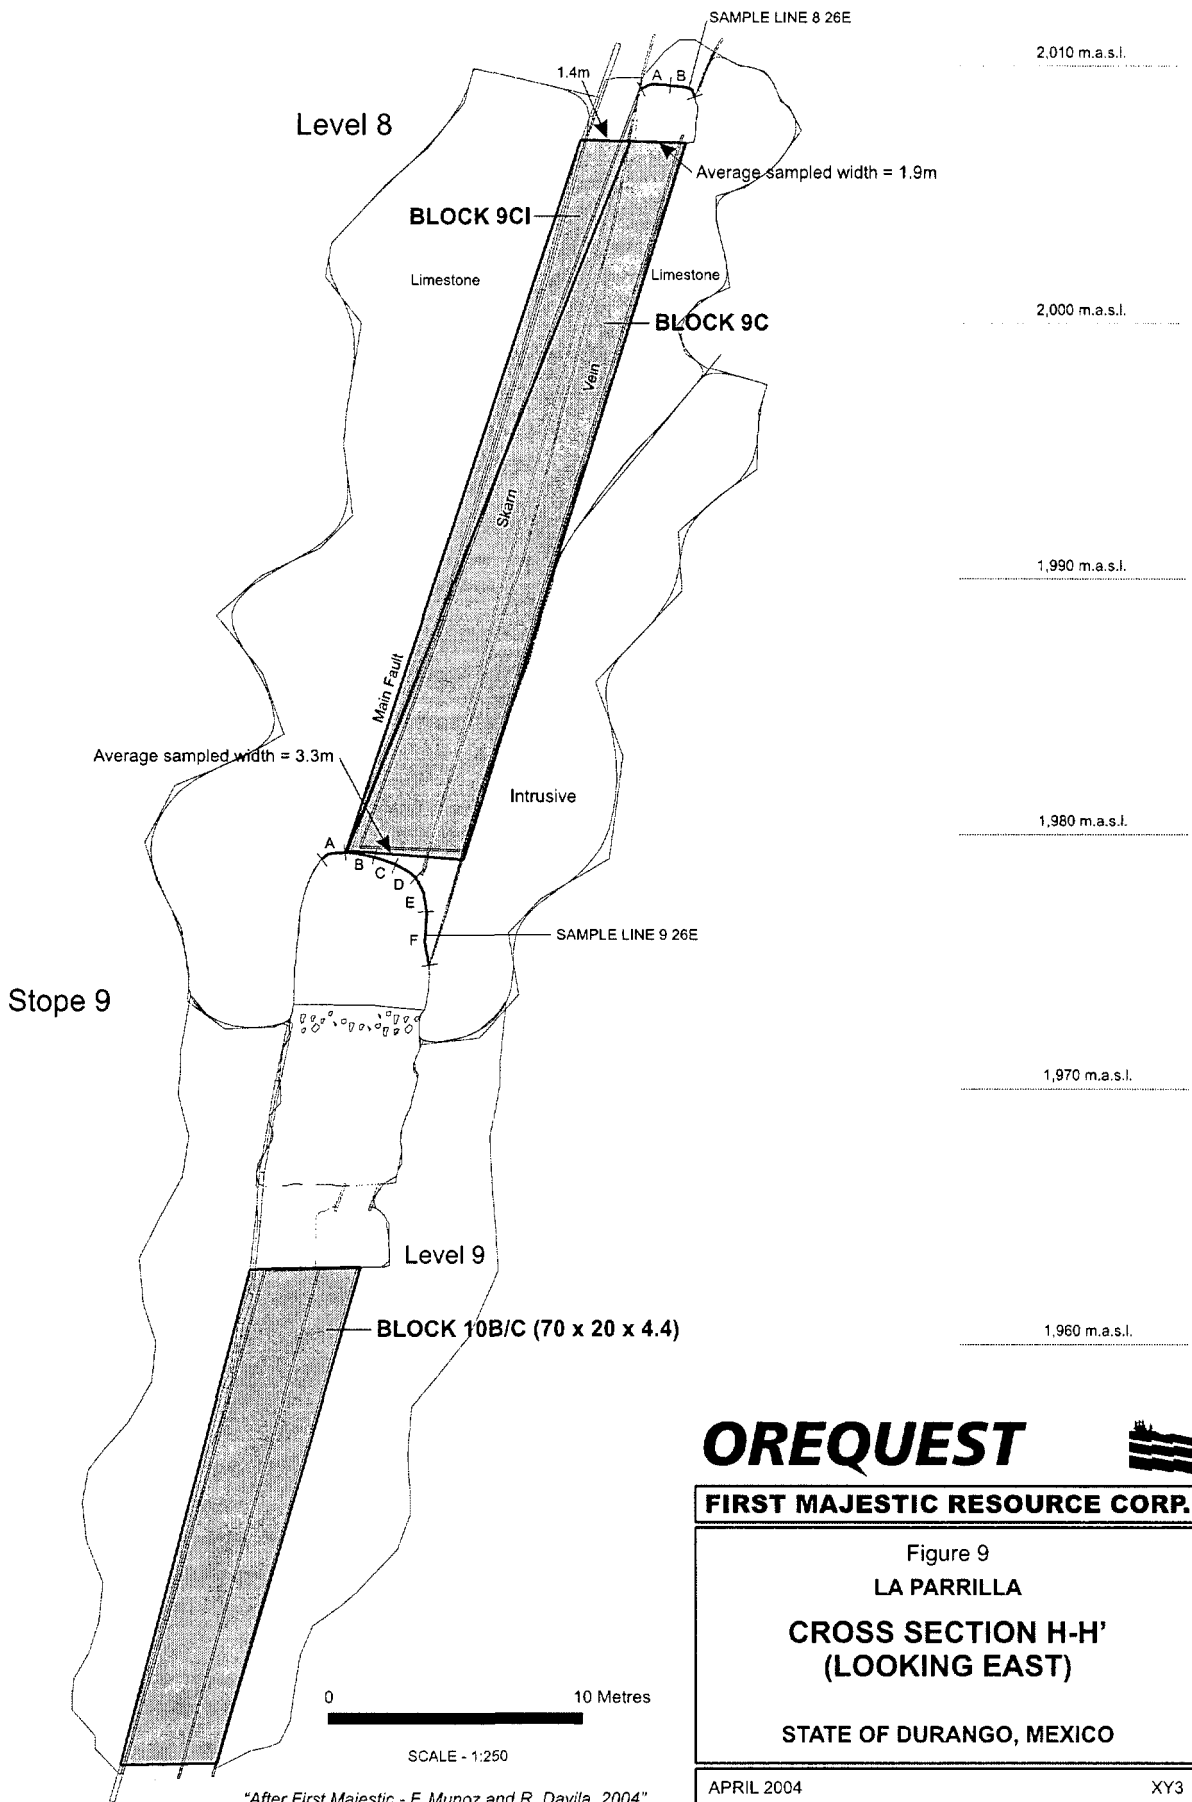 SAMPLE LINE 8 26E
2,010 m.a.s.l.
1.4m
A B
Level 8
Average sampled width = 1.9m
BLOCK 9CI
Limestone
Limestone
2,000 m.a.s.l.
BLOCK 9C
Vein
Skarn
1,990 m.a.s.l.
Main Fault
Average sampled width = 3.3m
Intrusive
1,980 m.a.s.l.
A
B
C
D
E
F
SAMPLE LINE 9 26E
Stope 9
1,970 m.a.s.l.
Level 9
BLOCK 10B/C (70 x 20 x 4.4)
1,960 m.a.s.l.
OREQUEST
FIRST MAJESTIC RESOURCE CORP.
Figure 9
LA PARRILLA
CROSS SECTION H-H'
(LOOKING EAST)
STATE OF DURANGO, MEXICO
0 10 Metres
SCALE - 1:250
"After First Majestic - F. Munoz and R. Davila, 2004"
APRIL 2004 XY3